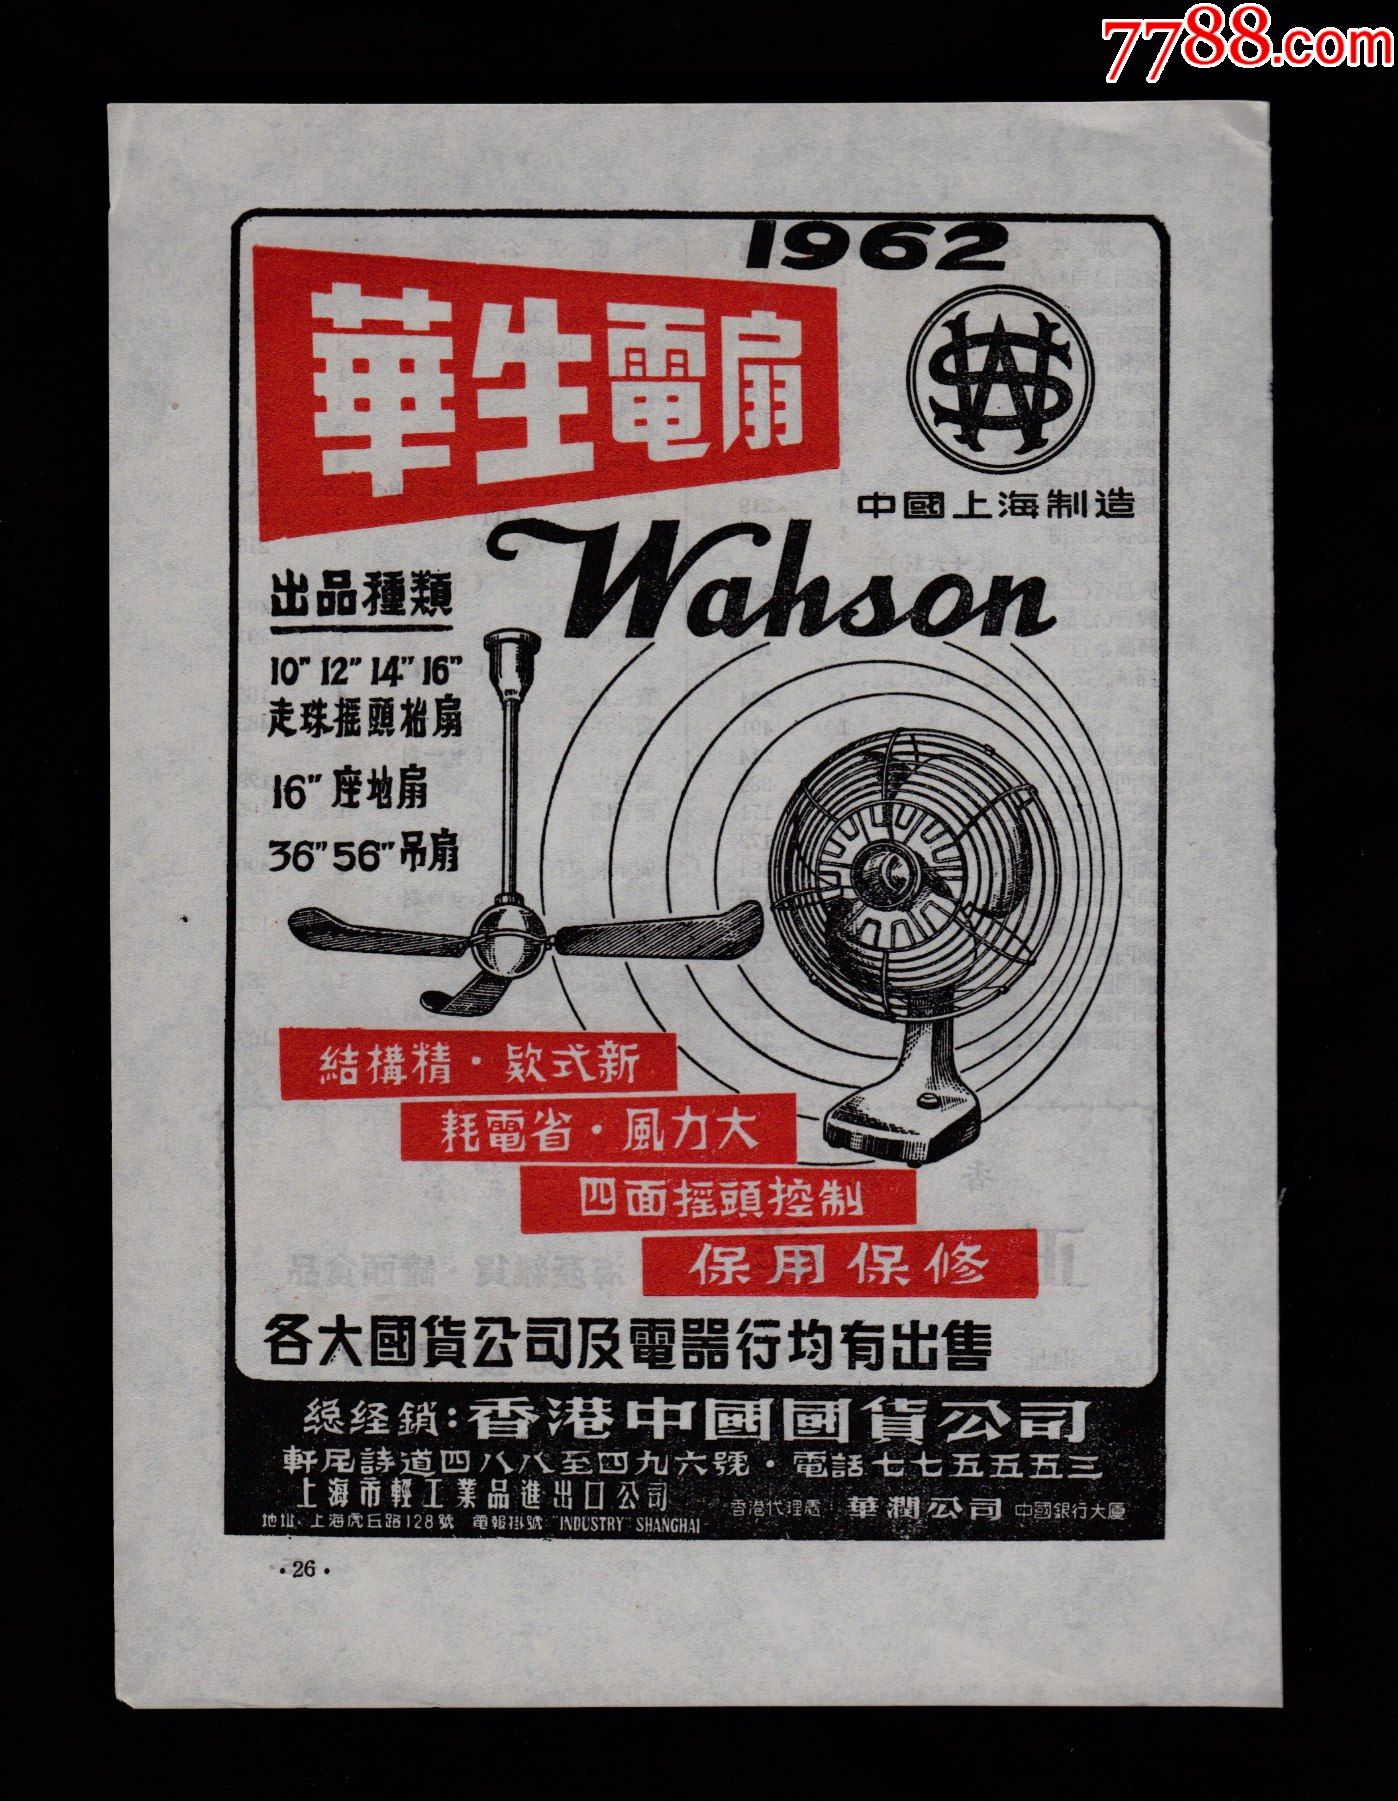 7788.com
1962
華生電扇
中國上海制造
Wahson
出品種類
10" 12" 14" 16"
走珠摇頭枱扇
16" 座地扇
36" 56" 吊扇
結構精·欵式新
耗電省·風力大
四面摇頭控制
保用保修
各大國貨公司及電器行均有出售
総经銷:香港中國國貨公司
軒尼詩道四八八至四九六號·電話七七五五五三
上海市輕工業品進出口公司
地址:上海虎丘路128號 電報掛號 "INDUSTRY" SHANGHAI
香港代理處:華潤公司 中國銀行大廈
·26·